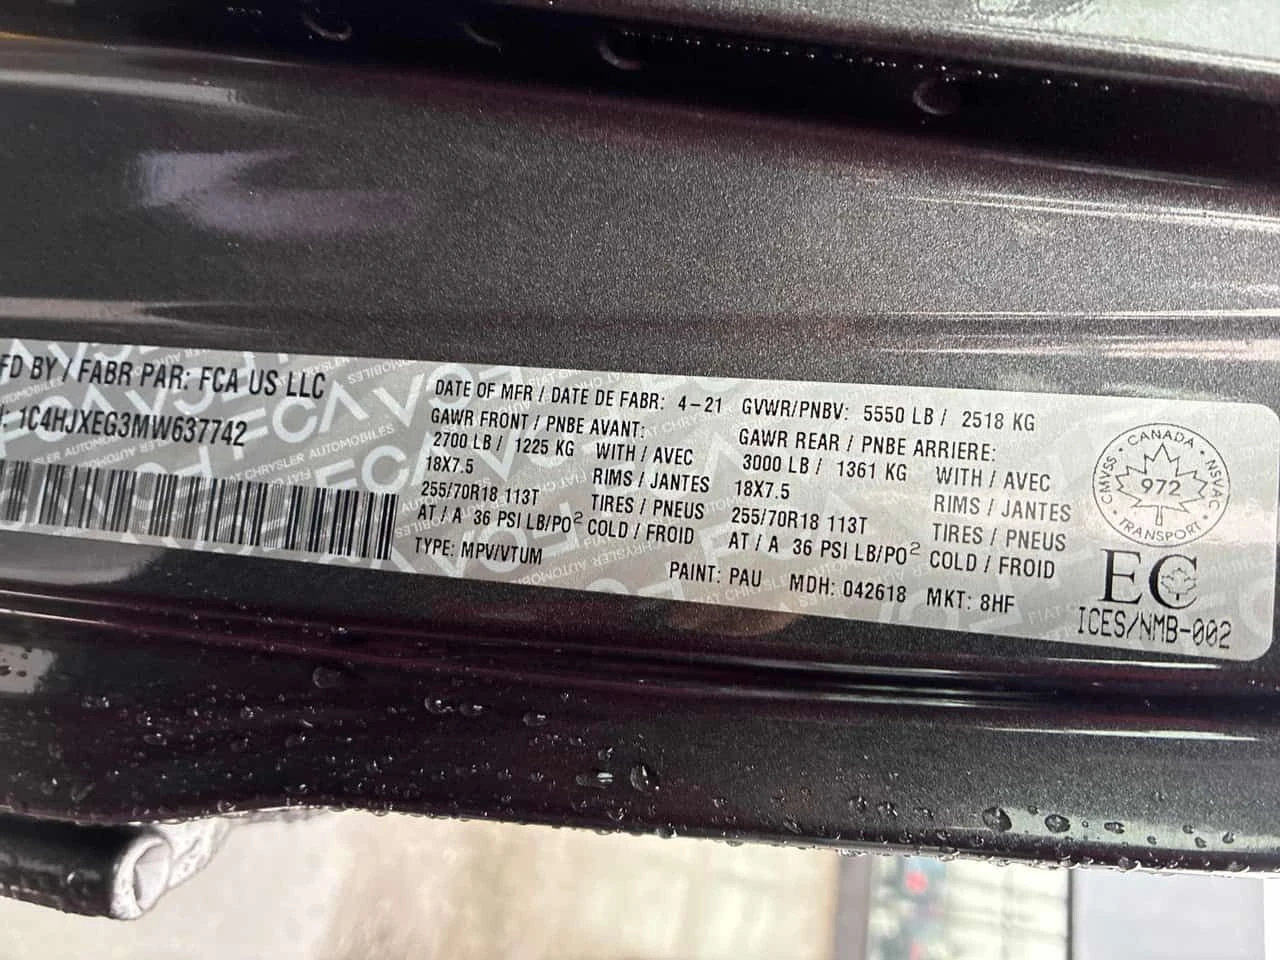 FD BY / FABR PAR: FCA US LLC
: 1C4HJXEG3MW637742
DATE OF MFR / DATE DE FABR: 4-21
GAWR FRONT / PNBE AVANT:
2700 LB / 1225 KG WITH / AVEC
18X7.5 RIMS / JANTES
255/70R18 113T TIRES / PNEUS
AT / A 36 PSI LB/PO² COLD / FROID
TYPE: MPV/VTUM
GVWR/PNBV: 5550 LB / 2518 KG
GAWR REAR / PNBE ARRIERE:
3000 LB / 1361 KG WITH / AVEC
18X7.5 RIMS / JANTES
255/70R18 113T TIRES / PNEUS
AT / A 36 PSI LB/PO² COLD / FROID
PAINT: PAU MDH: 042618 MKT: 8HF
CANADA
CMVSS · NSVAC
972
TRANSPORT
EC
ICES/NMB-002
FCA
FIAT CHRYSLER AUTOMOBILES